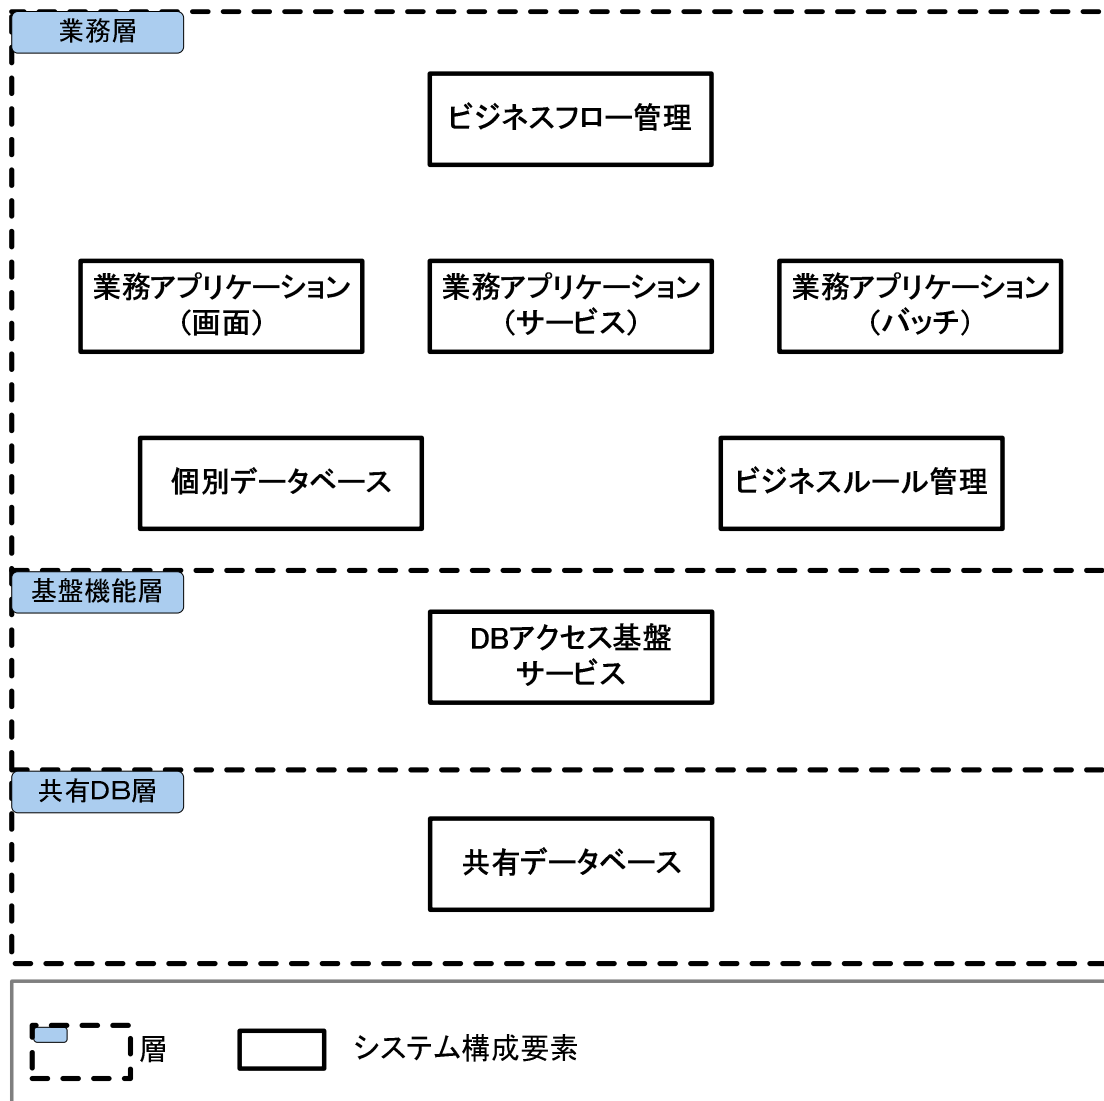 業務層
ビジネスフロー管理
業務アプリケーション
（画面）
業務アプリケーション
（サービス）
業務アプリケーション
（バッチ）
個別データベース
ビジネスルール管理
基盤機能層
DBアクセス基盤
サービス
共有DB層
共有データベース
層
システム構成要素